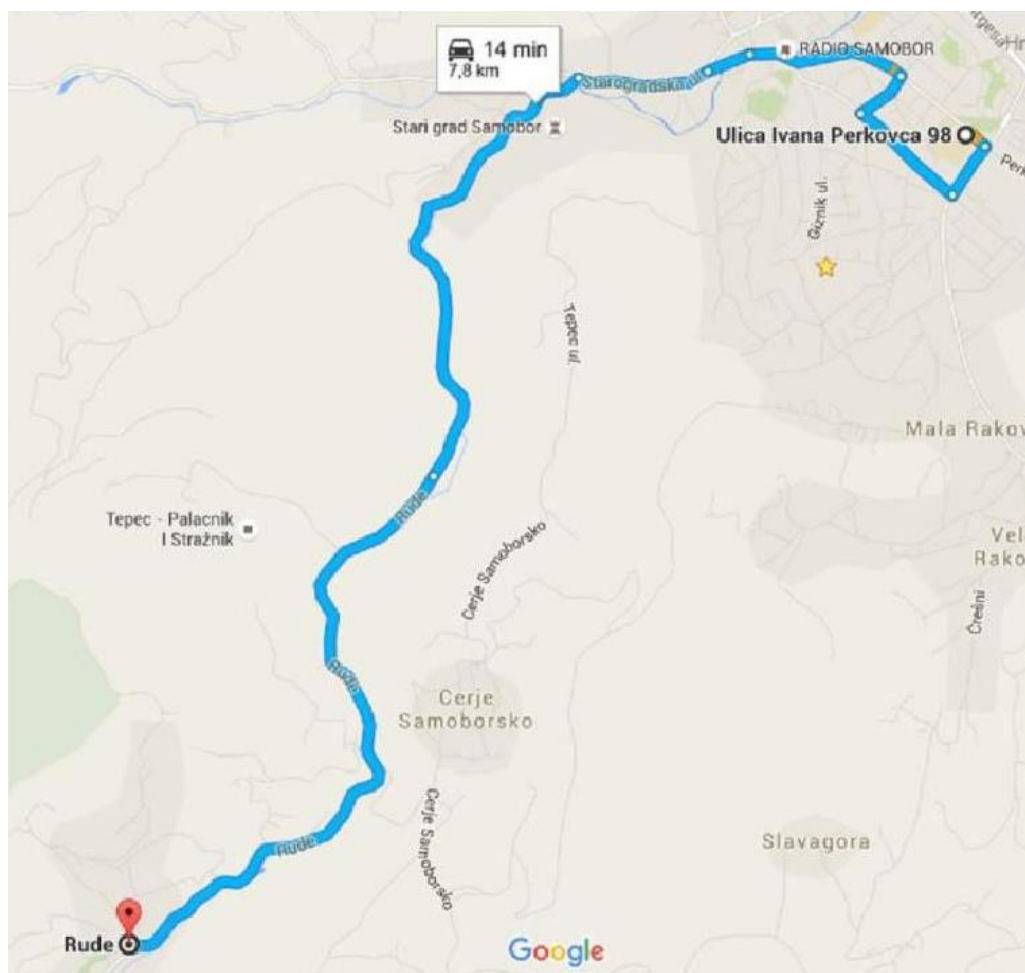 RADIO SAMOBOR
14 min
7,8 km
Starogradska ul
Stari grad Samobor
Ulica Ivana Perkovca 98
Giznik ul.
Tepec ul.
Mala Rakov
Rude
Tepec - Palacnik
I Stražnik
Cerje Samoborsko
Vel
Rako
Črešnj
Rude
Cerje
Samoborsko
Cerje Samoborsko
Rude
Slavagora
Rude
Google